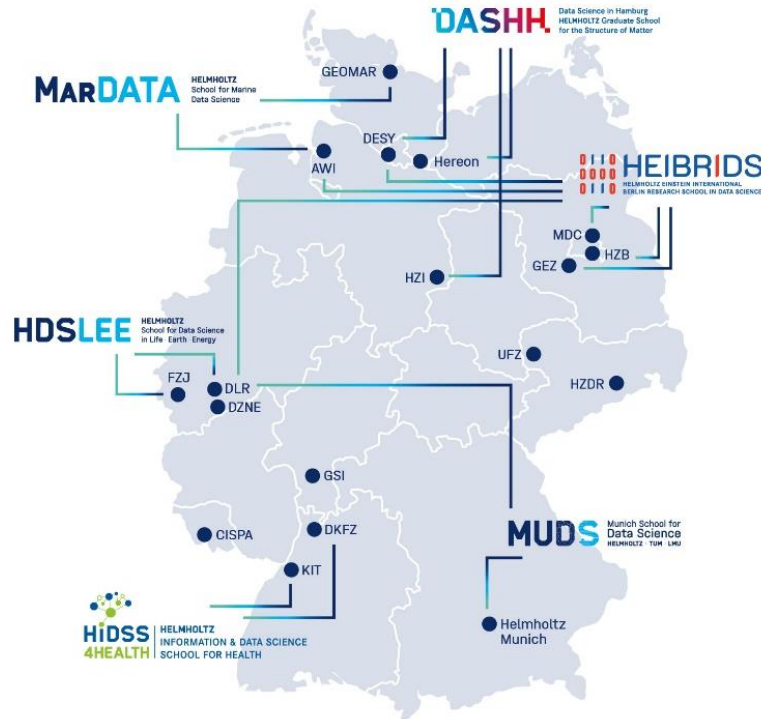 DASHH.
Data Science in Hamburg
HELMHOLTZ Graduate School
for the Structure of Matter
GEOMAR
MARDATA
HELMHOLTZ
School for Marine
Data Science
DESY
Hereon
AWI
HEIBRIDS
HELMHOLTZ EINSTEIN INTERNATIONAL
BERLIN RESEARCH SCHOOL IN DATA SCIENCE
MDC
HZB
GEZ
HZI
HDSLEE
HELMHOLTZ
School for Data Science
in Life Earth Energy
UFZ
FZJ
DLR
HZDR
DZNE
GSI
MUDS
Munich School for
Data Science
HELMHOLTZ · TUM · LMU
CISPA
DKFZ
KIT
HiDSS
4HEALTH
HELMHOLTZ
INFORMATION & DATA SCIENCE
SCHOOL FOR HEALTH
Helmholtz
Munich